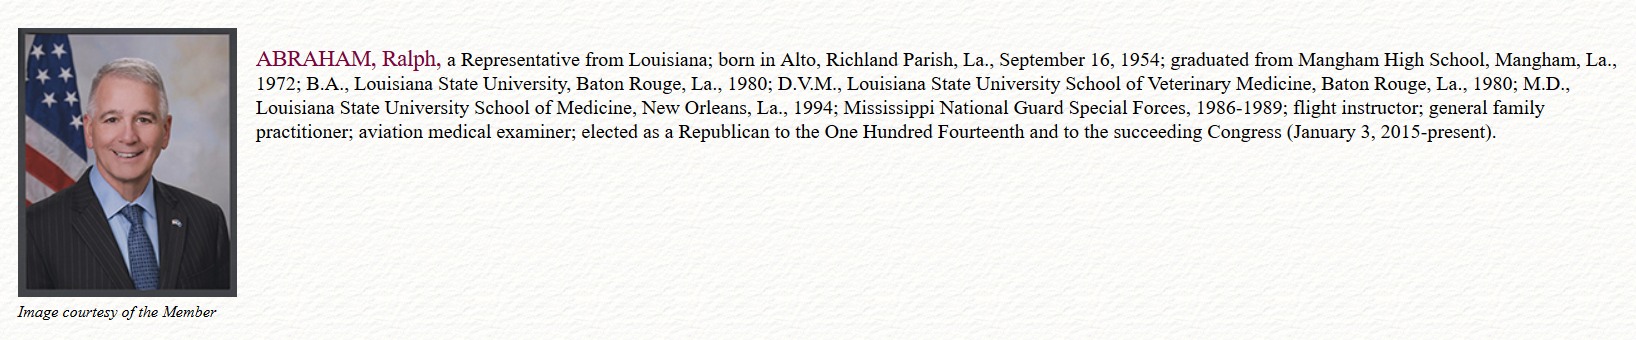 ABRAHAM, Ralph, a Representative from Louisiana; born in Alto, Richland Parish, La., September 16, 1954; graduated from Mangham High School, Mangham, La.,
1972; B.A., Louisiana State University, Baton Rouge, La., 1980; D.V.M., Louisiana State University School of Veterinary Medicine, Baton Rouge, La., 1980; M.D.,
Louisiana State University School of Medicine, New Orleans, La., 1994; Mississippi National Guard Special Forces, 1986-1989; flight instructor; general family
practitioner; aviation medical examiner; elected as a Republican to the One Hundred Fourteenth and to the succeeding Congress (January 3, 2015-present).
Image courtesy of the Member